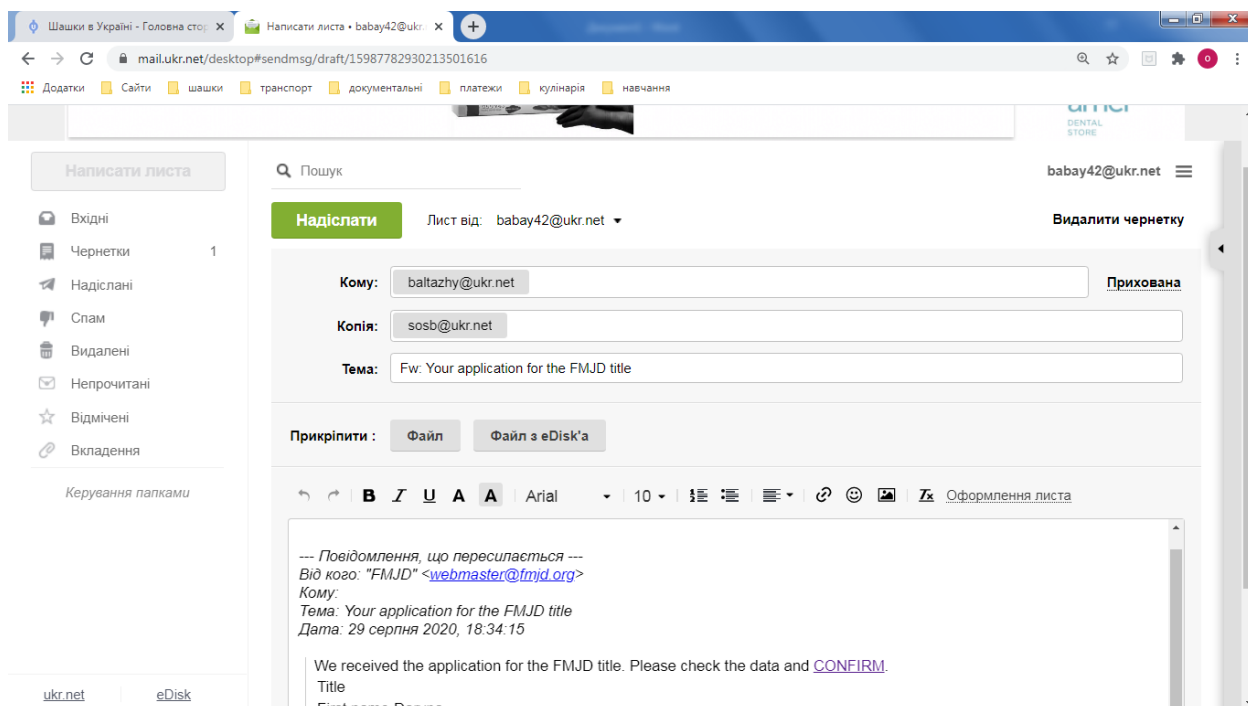 Шашки в Україні - Головна стор
Написати листа • babay42@ukr.
mail.ukr.net/desktop#sendmsg/draft/15987782930213501616
Додатки Сайти шашки транспорт документальні платежи кулінарія навчання
DENTAL
STORE
Написати листа
Пошук
babay42@ukr.net
Надіслати Лист від: babay42@ukr.net Видалити чернетку
Вхідні
Чернетки 1
Надіслані
Спам
Видалені
Непрочитані
Відмічені
Вкладення
Керування папками
ukr.net eDisk
Кому: baltazhy@ukr.net Прихована
Копія: sosb@ukr.net
Тема: Fw: Your application for the FMJD title
Прикріпити : Файл Файл з eDisk'а
B I U A A Arial 10 Tx Оформлення листа
--- Повідомлення, що пересилається ---
Від кого: "FMJD" <webmaster@fmjd.org>
Кому:
Тема: Your application for the FMJD title
Дата: 29 серпня 2020, 18:34:15
We received the application for the FMJD title. Please check the data and CONFIRM.
Title